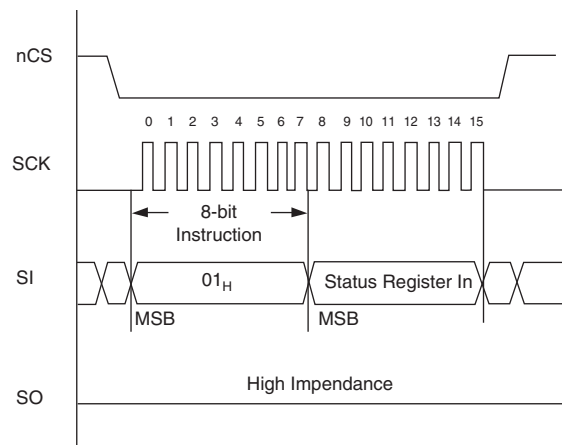 nCS
0 1 2 3 4 5 6 7 8 9 10 11 12 13 14 15
SCK
8-bit
Instruction
SI
01H
Status Register In
MSB
MSB
High Impendance
SO